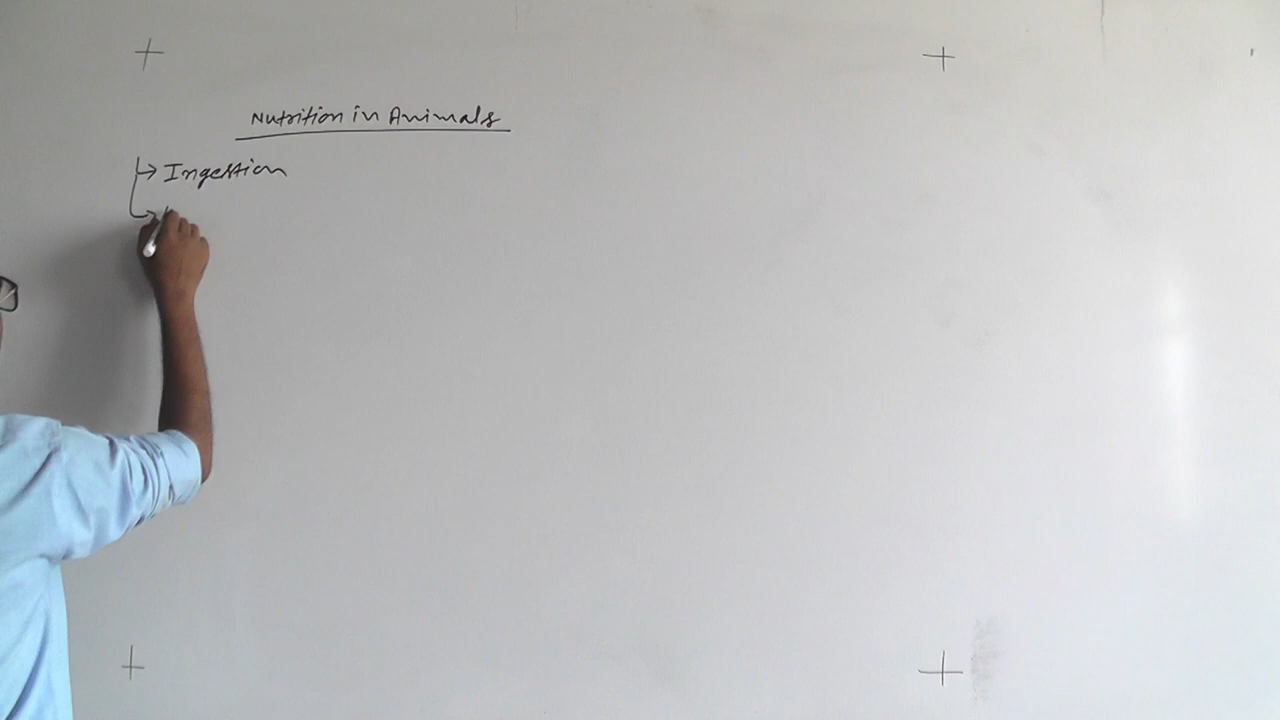 Nutrition in Animals
→ Ingestion
→